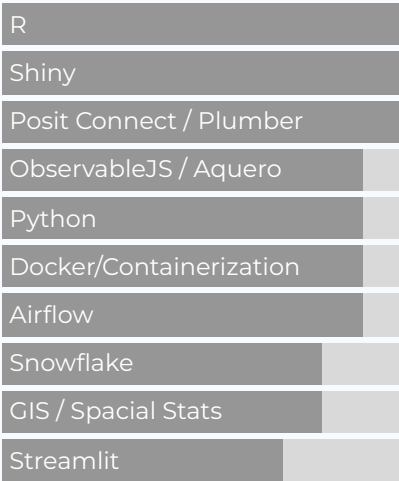 R
Shiny
Posit Connect / Plumber
ObservableJS / Aquero
Python
Docker/Containerization
Airflow
Snowflake
GIS / Spacial Stats
Streamlit